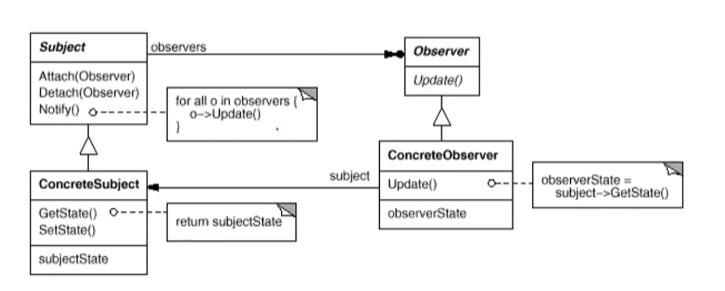 Subject
observers
Observer
Attach(Observer)
Detach(Observer)
Notify()
for all o in observers {
o->Update()
}
Update()
ConcreteSubject
GetState()
SetState()
subjectState
return subjectState
subject
ConcreteObserver
Update()
observerState
observerState =
subject->GetState()